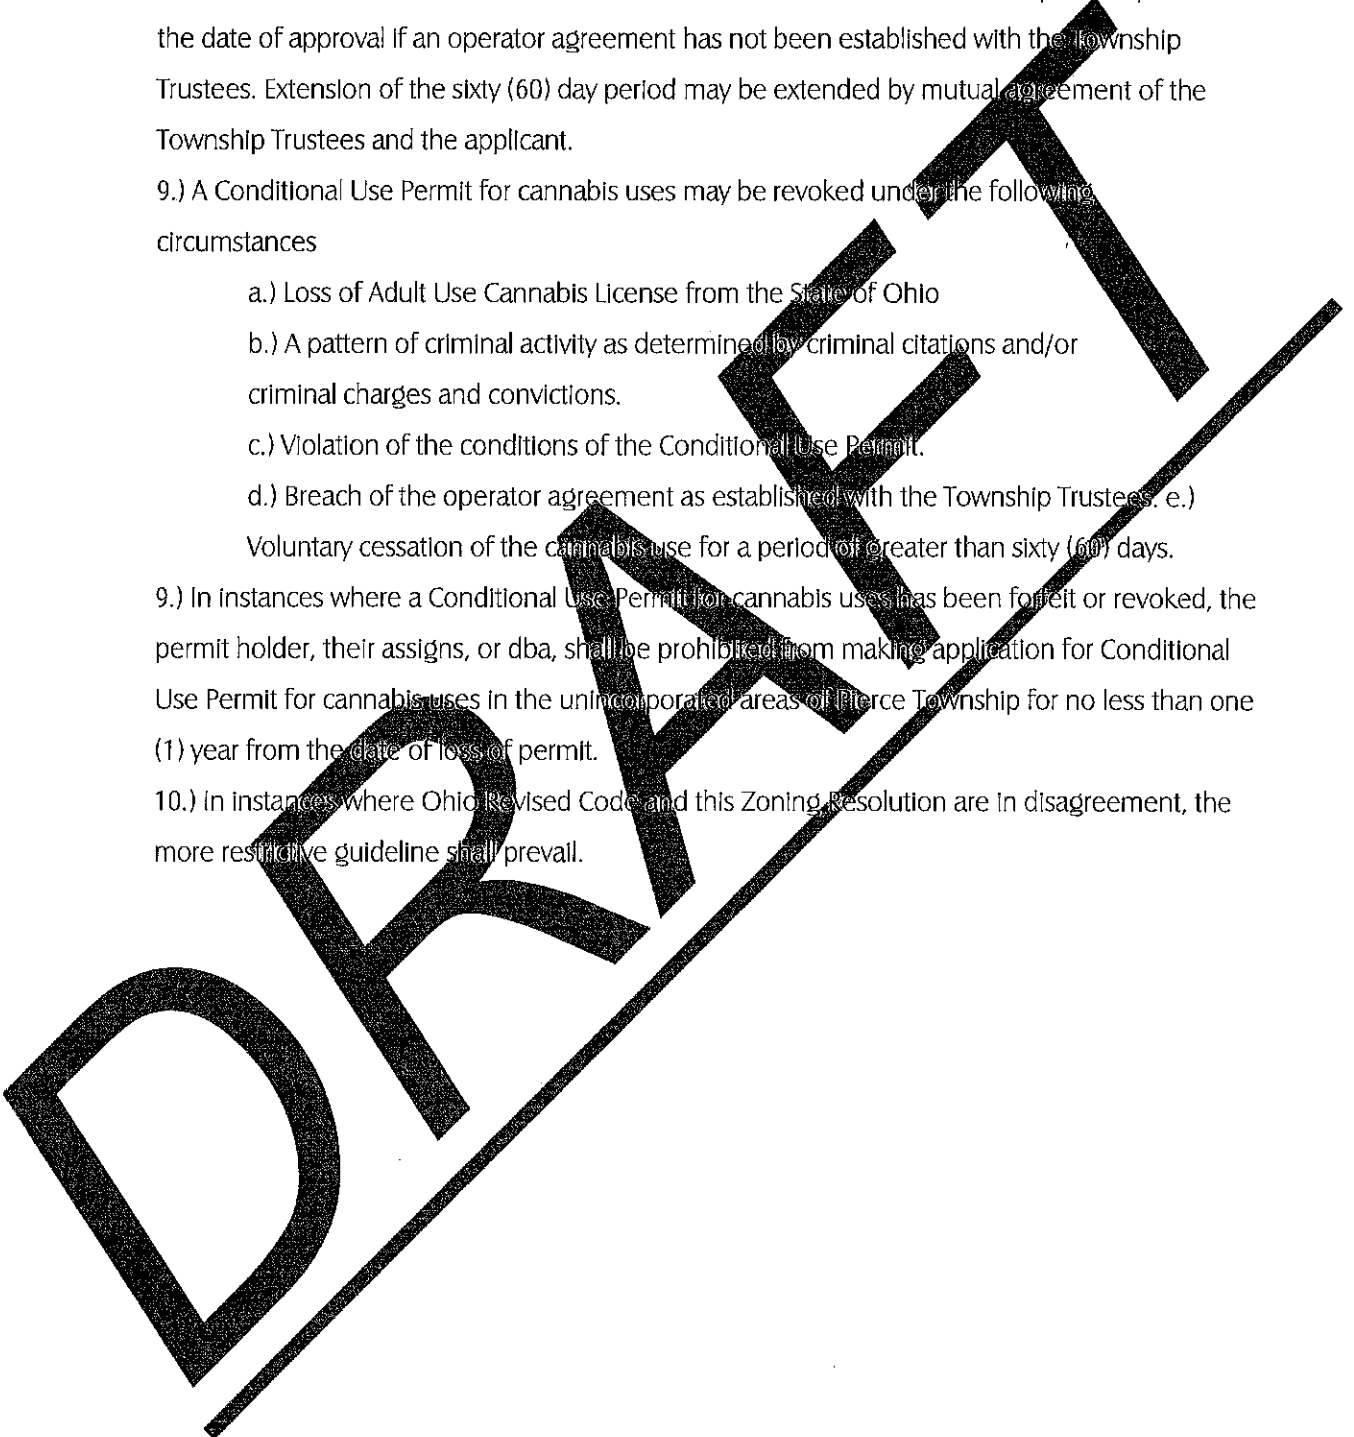 the date of approval if an operator agreement has not been established with the Township
Trustees. Extension of the sixty (60) day period may be extended by mutual agreement of the
Township Trustees and the applicant.
9.) A Conditional Use Permit for cannabis uses may be revoked under the following
circumstances
a.) Loss of Adult Use Cannabis License from the State of Ohio
b.) A pattern of criminal activity as determined by criminal citations and/or
criminal charges and convictions.
c.) Violation of the conditions of the Conditional Use Permit.
d.) Breach of the operator agreement as established with the Township Trustees. e.)
Voluntary cessation of the cannabis use for a period of greater than sixty (60) days.
9.) In instances where a Conditional Use Permit for cannabis uses has been forfeit or revoked, the
permit holder, their assigns, or dba, shall be prohibited from making application for Conditional
Use Permit for cannabis uses in the unincorporated areas of Pierce Township for no less than one
(1) year from the date of loss of permit.
10.) In instances where Ohio Revised Code and this Zoning Resolution are in disagreement, the
more restrictive guideline shall prevail.
DRAFT